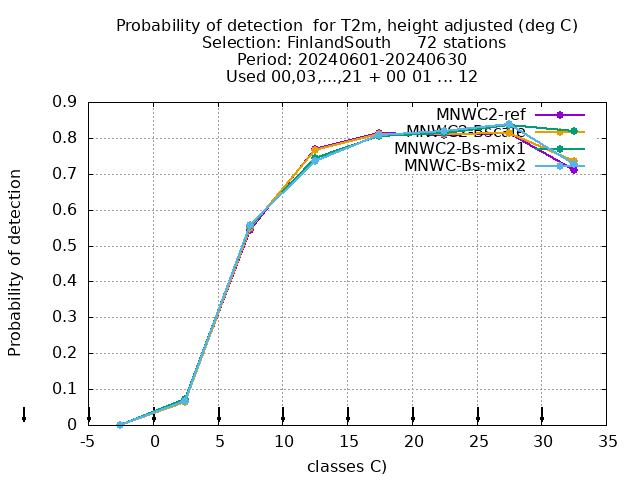 Probability of detection  for T2m, height adjusted (deg C)
Selection: FinlandSouth     72 stations
Period: 20240601-20240630
Used 00,03,...,21 + 00 01 ... 12
MNWC2-ref
MNWC2-Bscale
MNWC2-Bs-mix1
MNWC-Bs-mix2
Probability of detection
0.9
0.8
0.7
0.6
0.5
0.4
0.3
0.2
0.1
0
-5 0 5 10 15 20 25 30 35
classes C)